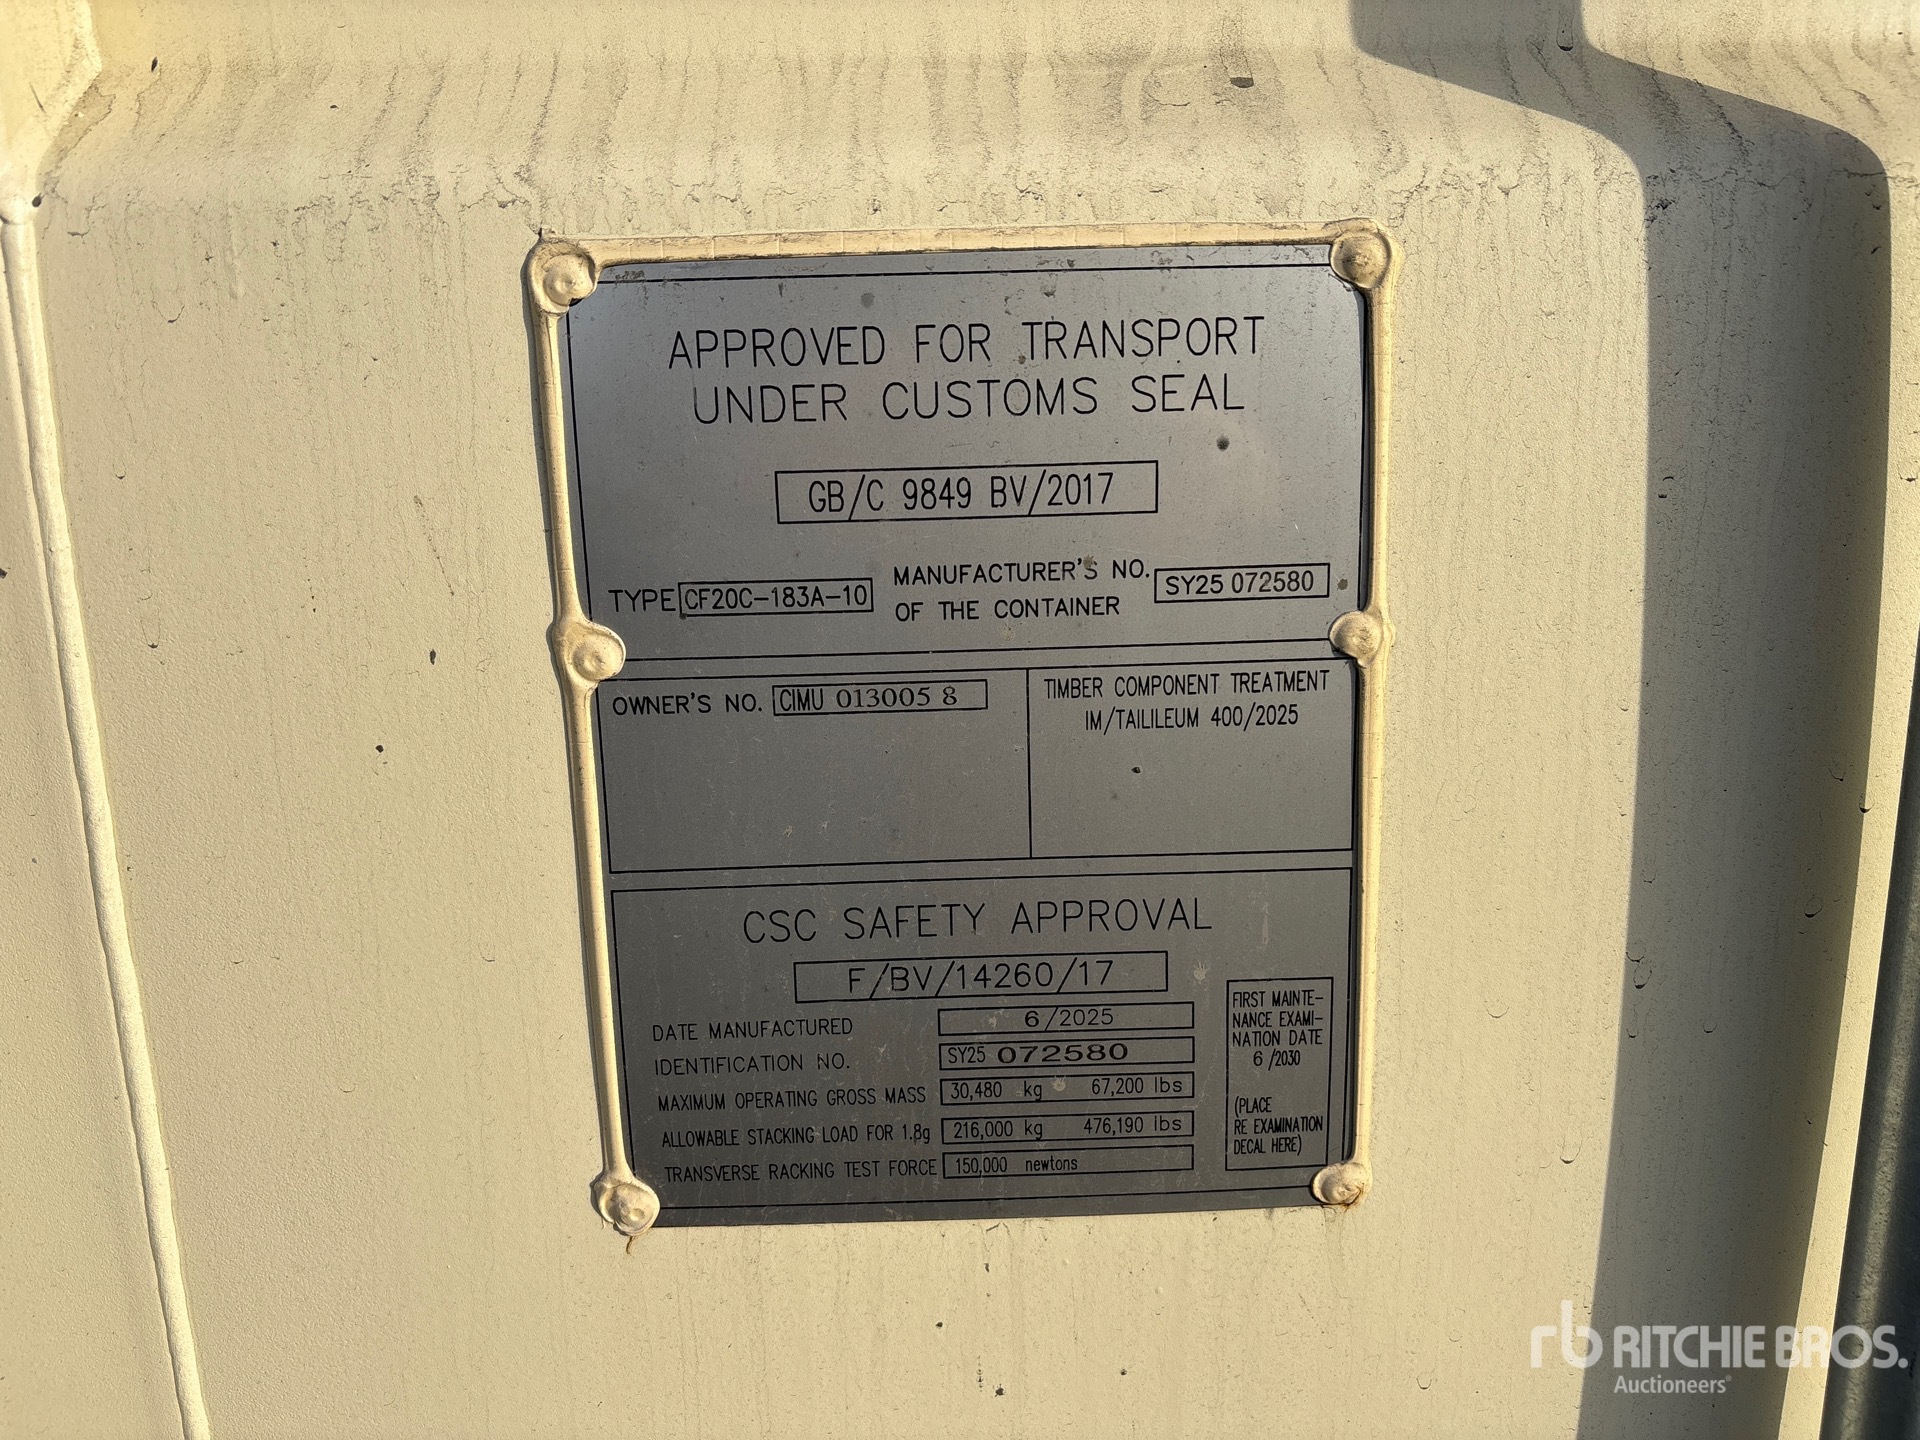 APPROVED FOR TRANSPORT
UNDER CUSTOMS SEAL
GB/C 9849 BV/2017
TYPE CF20C-183A-10
MANUFACTURER'S NO.
OF THE CONTAINER
SY25 072580
OWNER'S NO. CIMU 013005 8
TIMBER COMPONENT TREATMENT
IM/TAILILEUM 400/2025
CSC SAFETY APPROVAL
F/BV/14260/17
DATE MANUFACTURED 6/2025
IDENTIFICATION NO. SY25 072580
MAXIMUM OPERATING GROSS MASS 30,480 kg 67,200 lbs
ALLOWABLE STACKING LOAD FOR 1.8g 216,000 kg 476,190 lbs
TRANSVERSE RACKING TEST FORCE 150,000 newtons
FIRST MAINTE-
NANCE EXAMI-
NATION DATE
6 /2030
(PLACE
RE EXAMINATION
DECAL HERE)
rb RITCHIE BROS.
Auctioneers